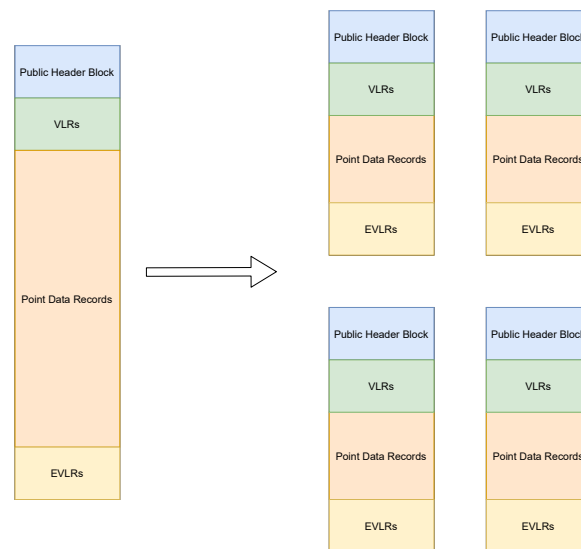 Public Header Block
VLRs
Point Data Records
EVLRs
Public Header Block
VLRs
Point Data Records
EVLRs
Public Header Block
VLRs
Point Data Records
EVLRs
Public Header Block
VLRs
Point Data Records
EVLRs
Public Header Block
VLRs
Point Data Records
EVLRs